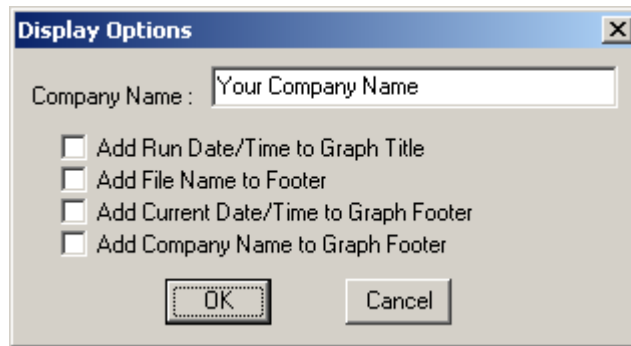 Display Options
Company Name : Your Company Name
Add Run Date/Time to Graph Title
Add File Name to Footer
Add Current Date/Time to Graph Footer
Add Company Name to Graph Footer
OK Cancel